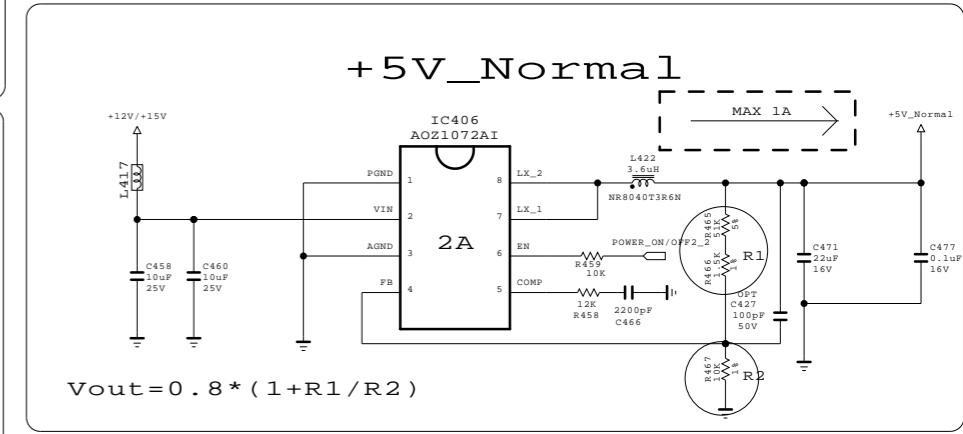 +5V_Normal
MAX 1A
+12V/+15V
+5V_Normal
IC406
AOZ1072AI
L417
L422
3.6uH
NR8040T3R6N
PGND
1
8
LX_2
VIN
2
7
LX_1
2A
AGND
3
6
EN
POWER_ON/OFF2_2
R459
10K
FB
4
5
COMP
12K
R458
2200pF
C466
C458
10uF
25V
C460
10uF
25V
R465
51K
5%
R466
1.5K
1%
R1
OPT
C427
100pF
50V
C471
22uF
16V
C477
0.1uF
16V
R467
10K
1%
R2
Vout=0.8*(1+R1/R2)